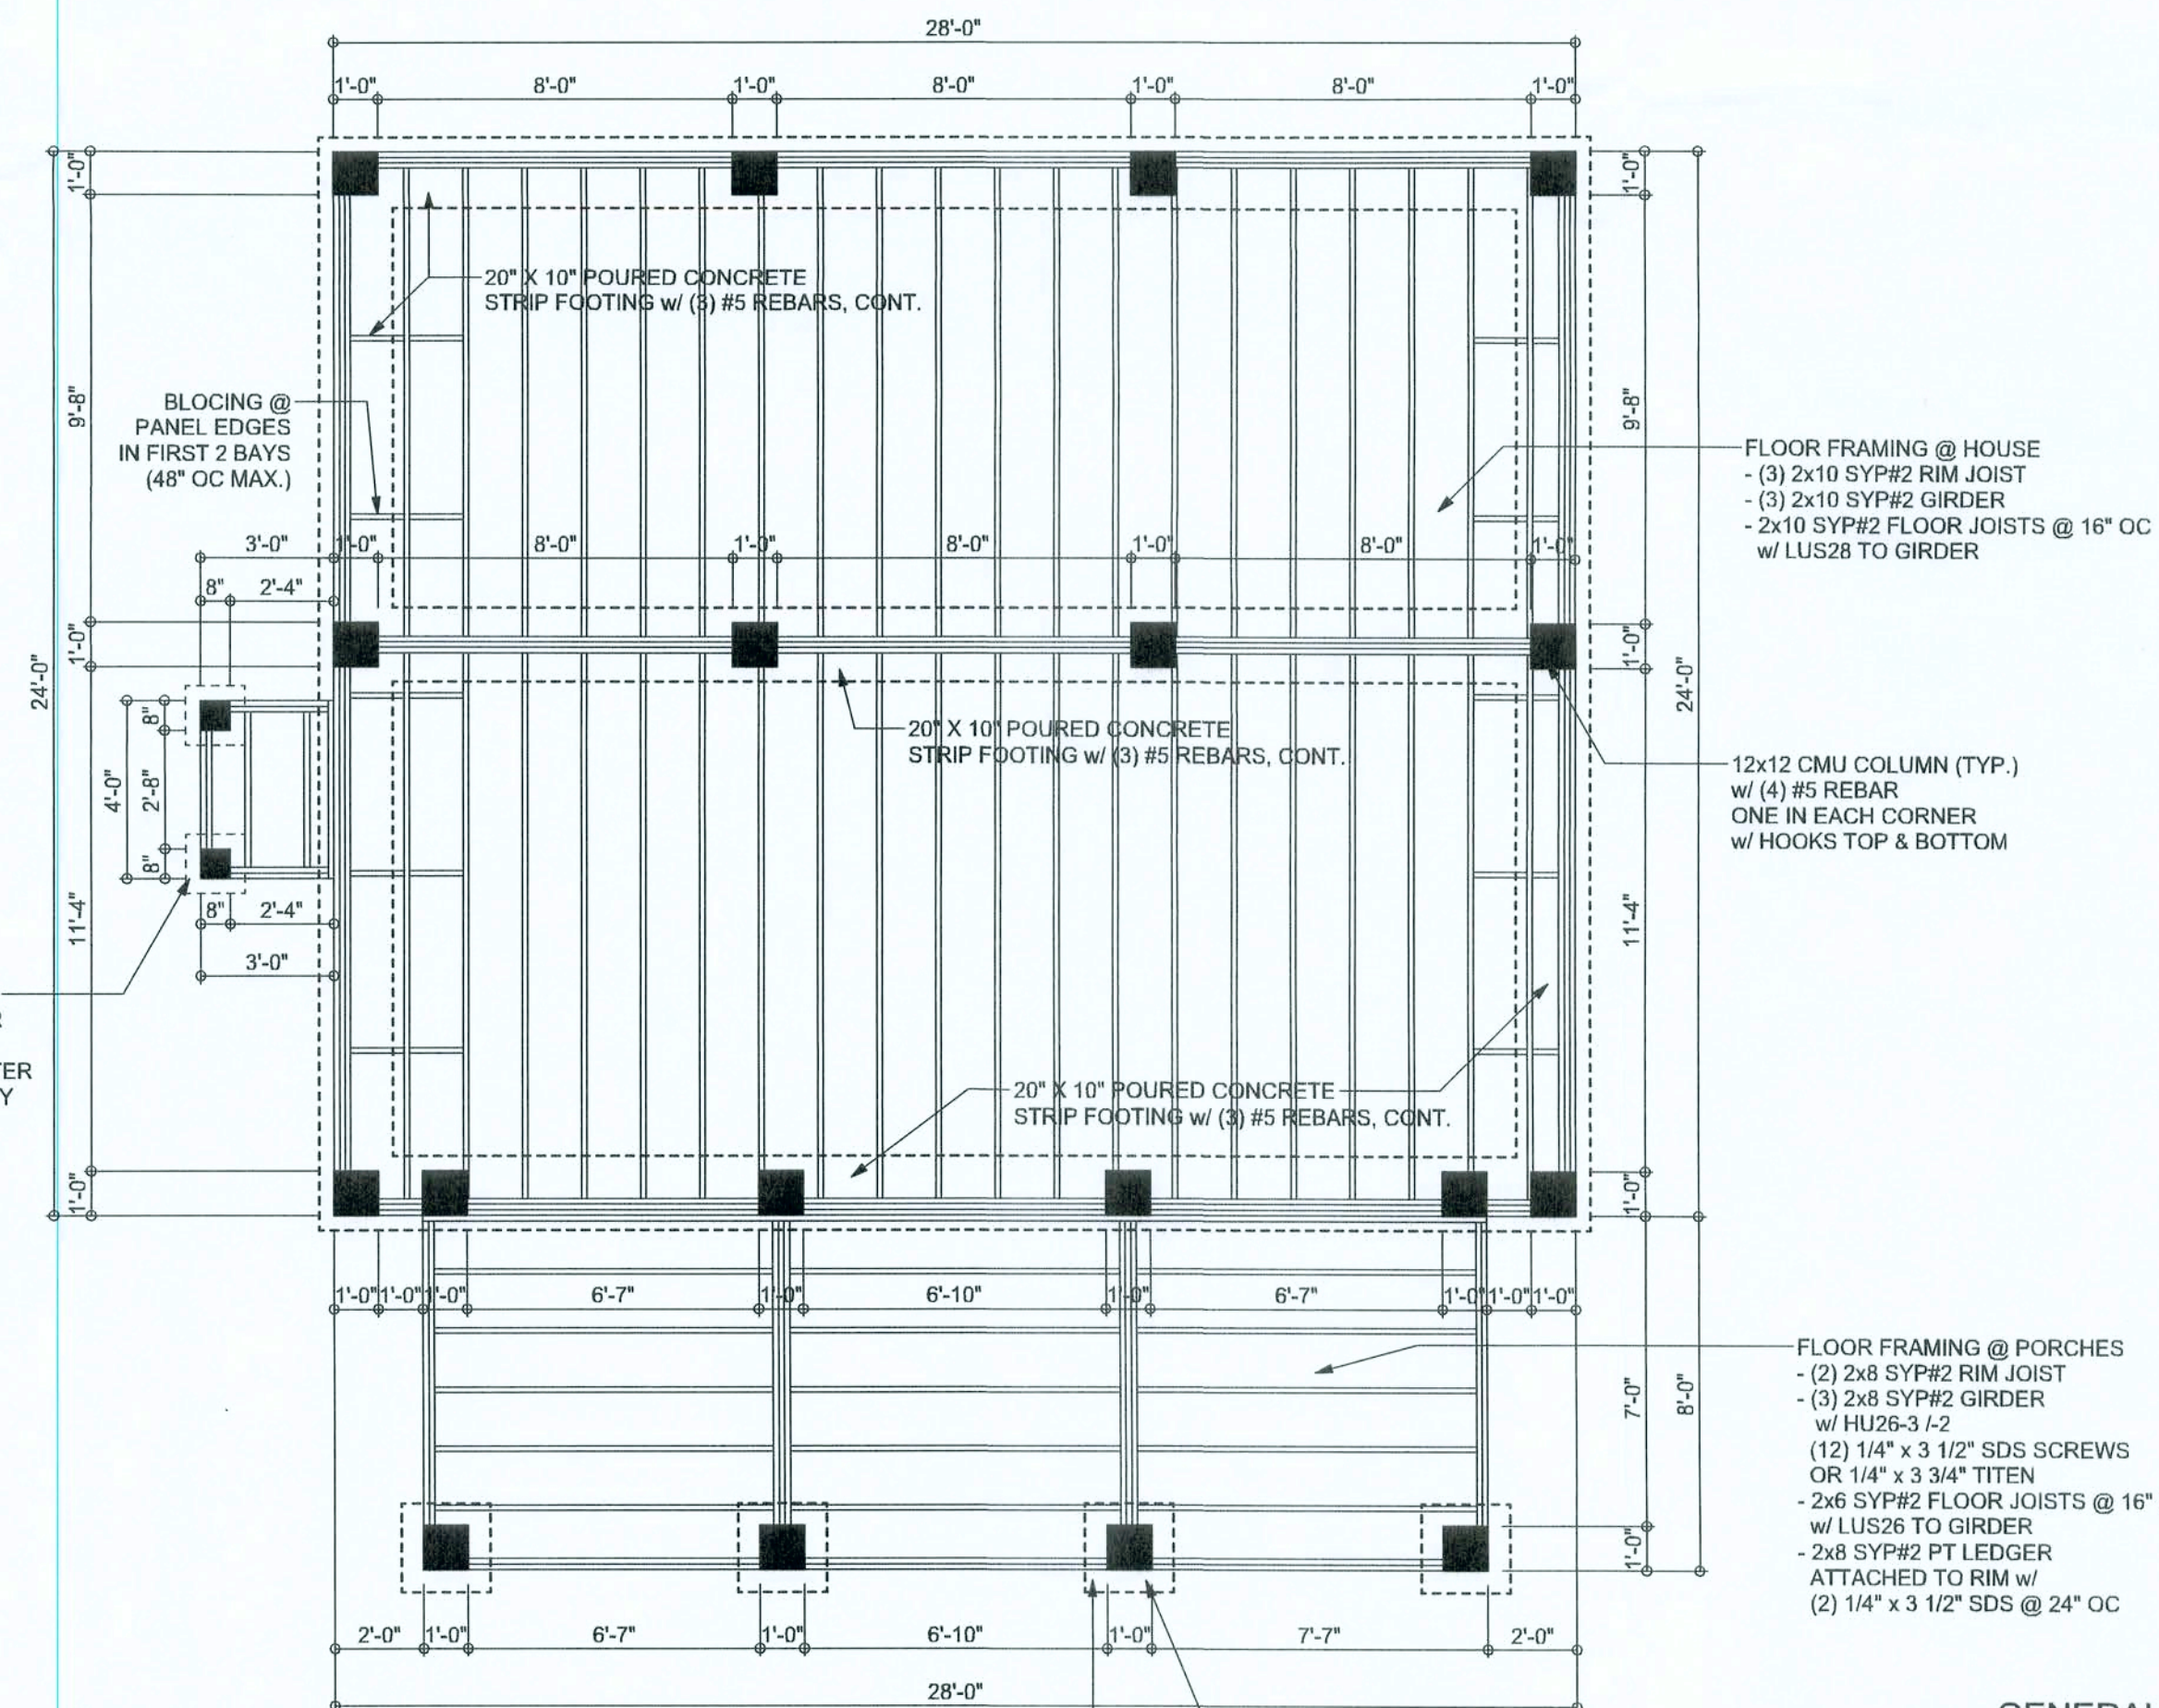 28'-0"
1'-0" 8'-0" 1'-0" 8'-0" 1'-0" 8'-0" 1'-0"
1'-0"
1'-0"
20" X 10" POURED CONCRETE
STRIP FOOTING w/ (3) #5 REBARS, CONT.
BLOCING @
PANEL EDGES
IN FIRST 2 BAYS
(48" OC MAX.)
9'-8"
9'-8"
FLOOR FRAMING @ HOUSE
- (3) 2x10 SYP#2 RIM JOIST
- (3) 2x10 SYP#2 GIRDER
- 2x10 SYP#2 FLOOR JOISTS @ 16" OC
w/ LUS28 TO GIRDER
3'-0" 1'-0" 8'-0" 1'-0" 8'-0" 1'-0" 8'-0" 1'-0"
8" 2'-4"
1'-0"
1'-0"
24'-0"
24'-0"
20" X 10" POURED CONCRETE
STRIP FOOTING w/ (3) #5 REBARS, CONT.
8"
4'-0" 2'-8"
8"
12x12 CMU COLUMN (TYP.)
w/ (4) #5 REBAR
ONE IN EACH CORNER
w/ HOOKS TOP & BOTTOM
8" 2'-4"
11'-4"
11'-4"
3'-0"
TER
Y
20" X 10" POURED CONCRETE
STRIP FOOTING w/ (3) #5 REBARS, CONT.
1'-0"
1'-0"
1'-0" 1'-0" 1'-0" 6'-7" 1'-0" 6'-10" 1'-0" 6'-7" 1'-0" 1'-0" 1'-0"
7'-0"
8'-0"
1'-0"
FLOOR FRAMING @ PORCHES
- (2) 2x8 SYP#2 RIM JOIST
- (3) 2x8 SYP#2 GIRDER
w/ HU26-3 /-2
(12) 1/4" x 3 1/2" SDS SCREWS
OR 1/4" x 3 3/4" TITEN
- 2x6 SYP#2 FLOOR JOISTS @ 16"
w/ LUS26 TO GIRDER
- 2x8 SYP#2 PT LEDGER
ATTACHED TO RIM w/
(2) 1/4" x 3 1/2" SDS @ 24" OC
2'-0" 1'-0" 6'-7" 1'-0" 6'-10" 1'-0" 7'-7" 2'-0"
28'-0"